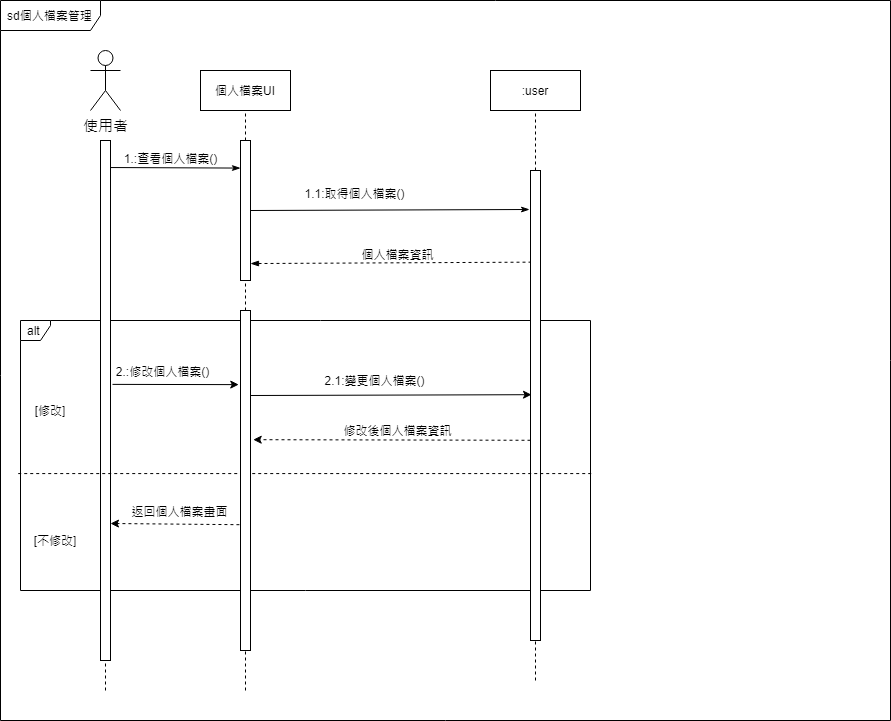 sd個人檔案管理
個人檔案UI
:user
使用者
1.:查看個人檔案()
1.1:取得個人檔案()
個人檔案資訊
alt
2.:修改個人檔案()
2.1:變更個人檔案()
[修改]
修改後個人檔案資訊
返回個人檔案畫面
[不修改]